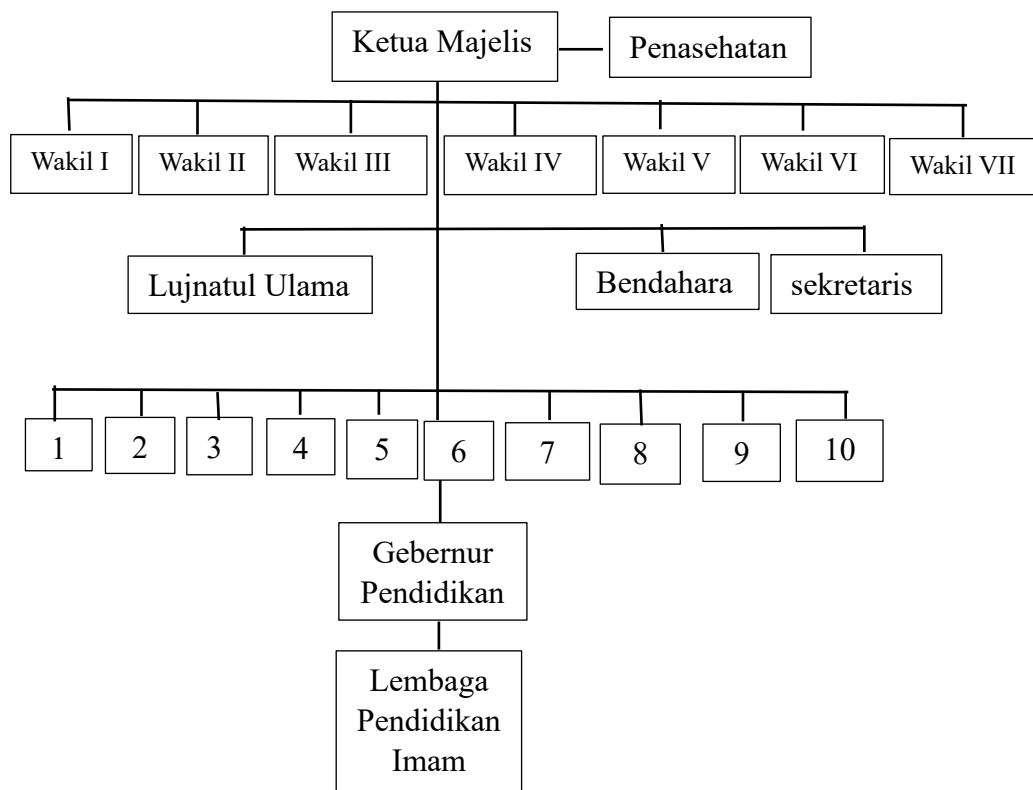 Ketua Majelis
Penasehatan
Wakil I
Wakil II
Wakil III
Wakil IV
Wakil V
Wakil VI
Wakil VII
Lujnatul Ulama
Bendahara
sekretaris
1
2
3
4
5
6
7
8
9
10
Gebernur
Pendidikan
Lembaga
Pendidikan
Imam